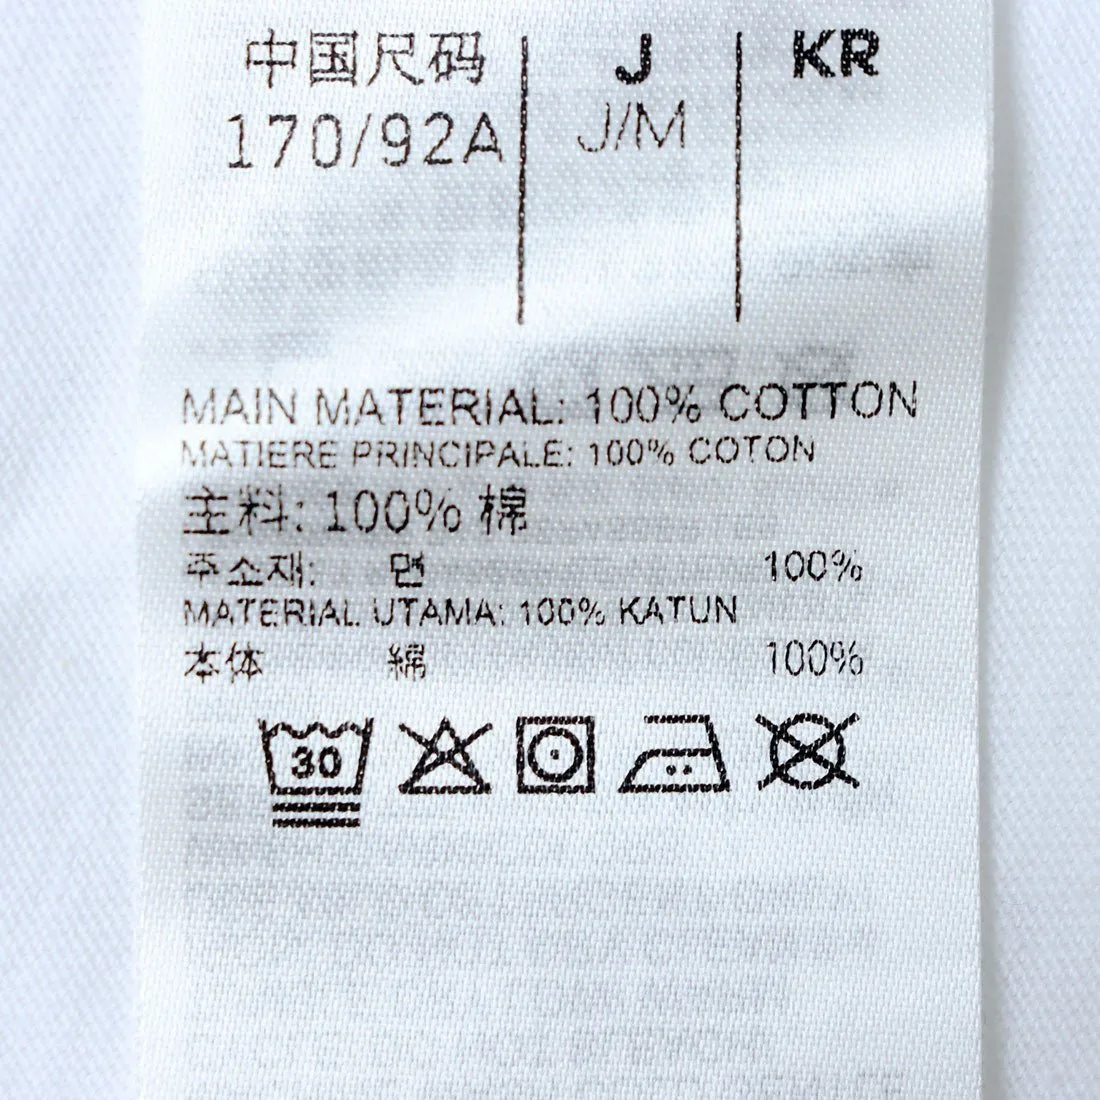 中国尺码 J KR
170/92A J/M
MAIN MATERIAL: 100% COTTON
MATIERE PRINCIPALE: 100% COTON
主料: 100% 棉
주소재: 면 100%
MATERIAL UTAMA: 100% KATUN
本体 綿 100%
30